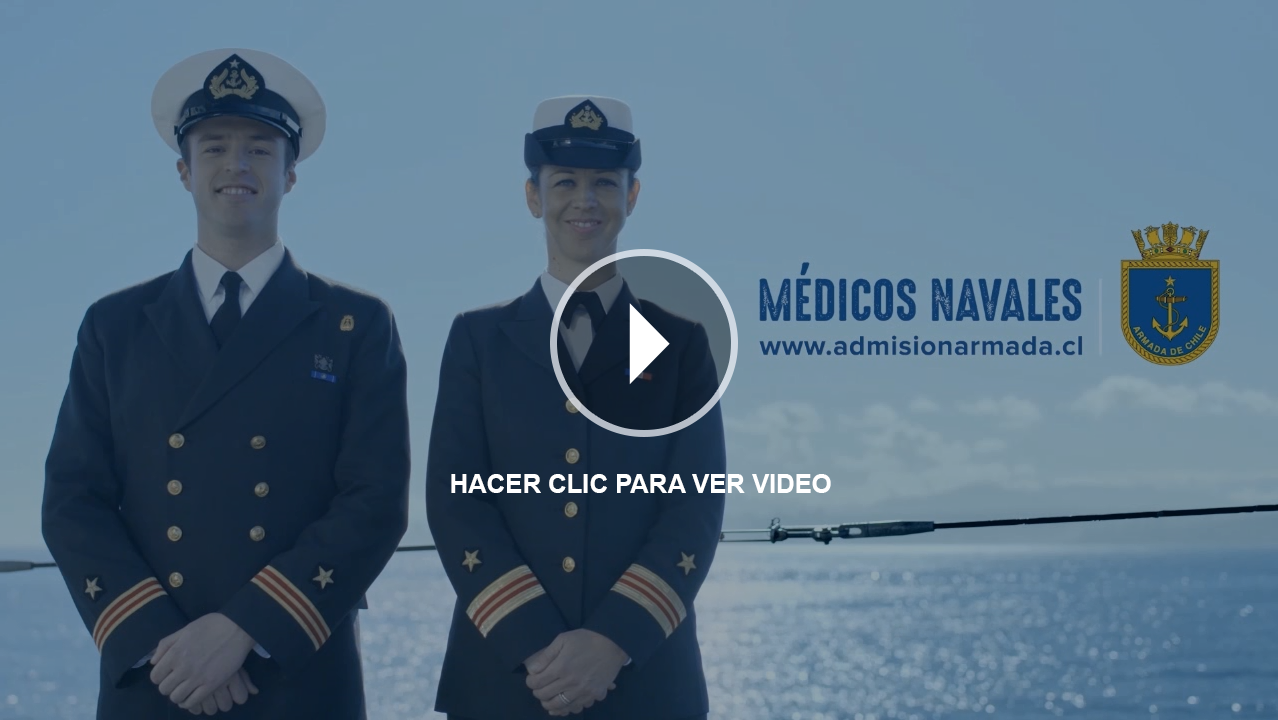 MÉDICOS NAVALES
www.admisionarmada.cl
ARMADA DE CHILE
HACER CLIC PARA VER VIDEO